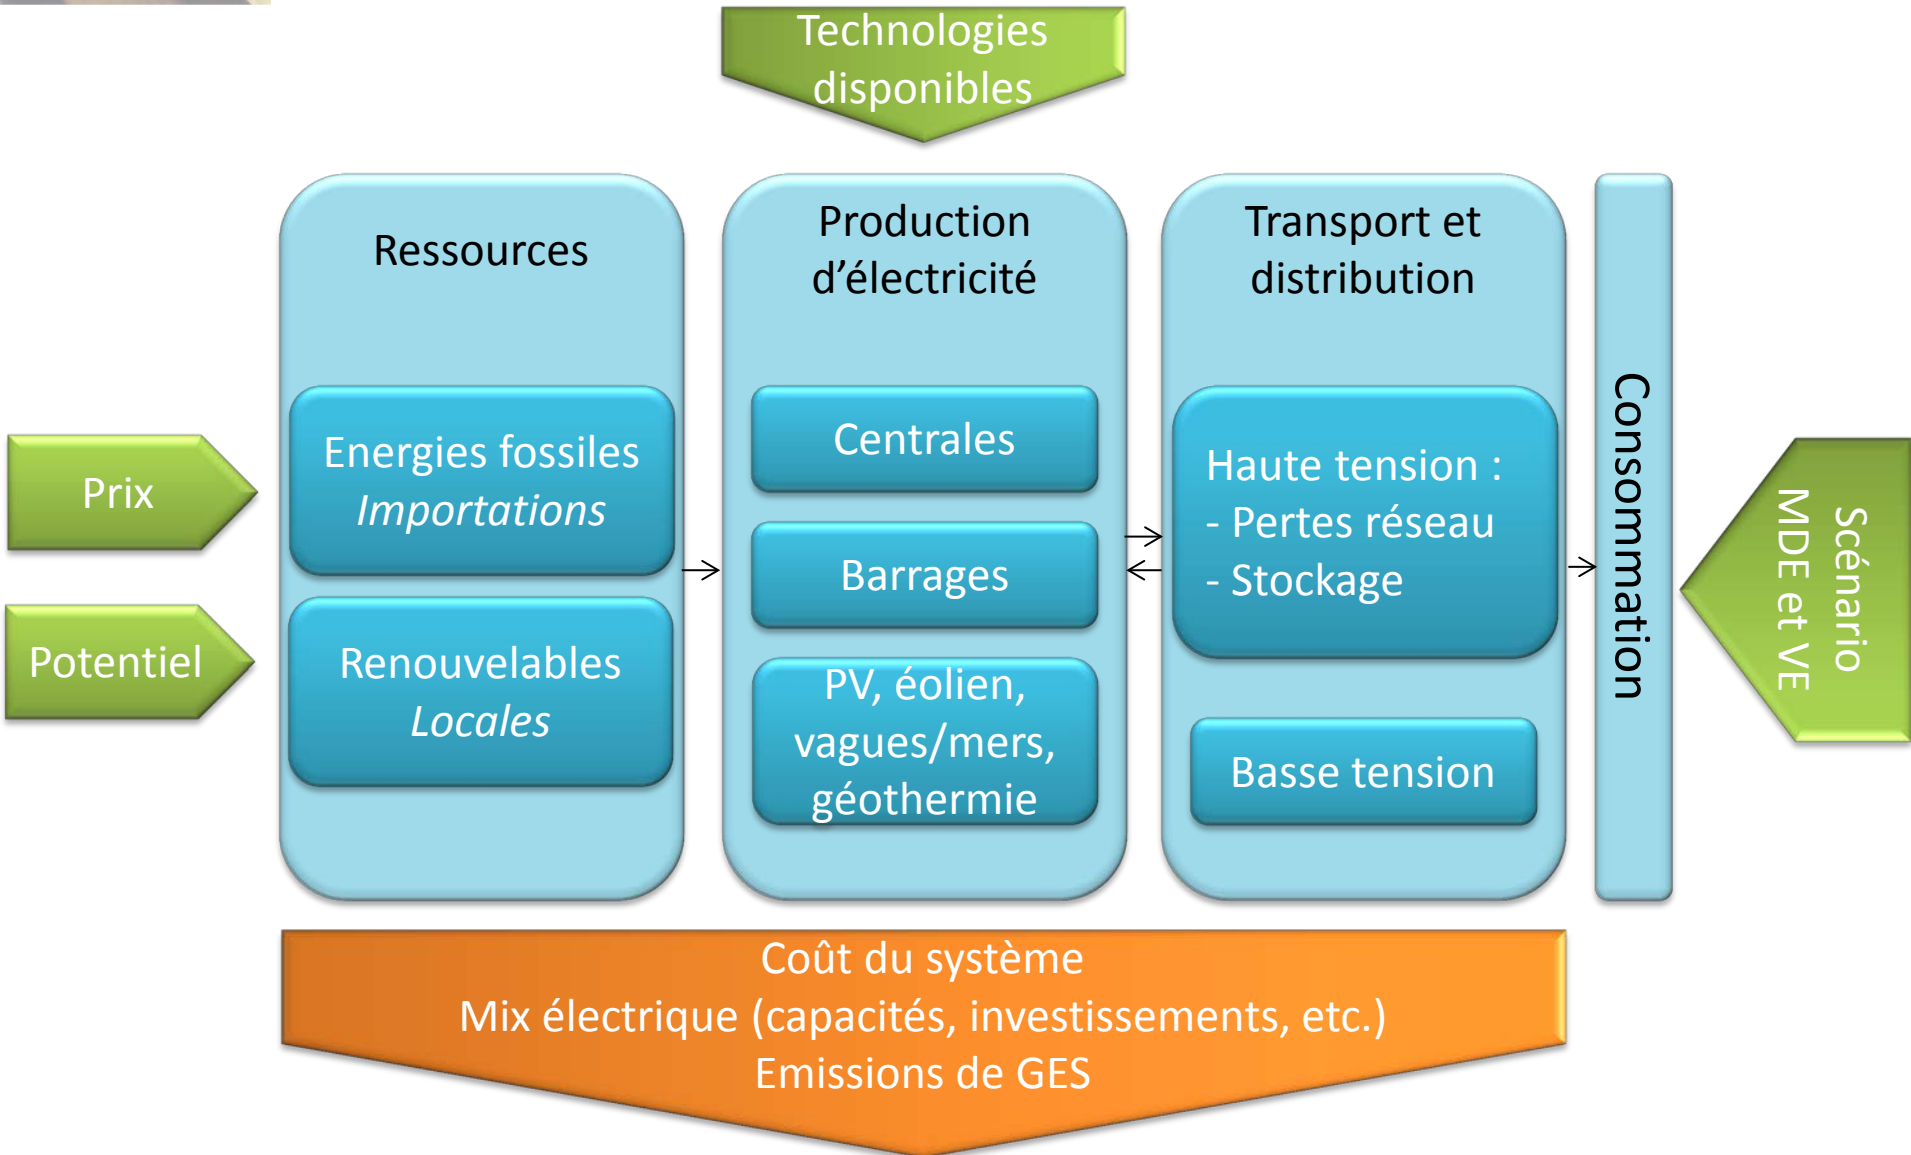 Technologies
disponibles
Ressources
Production
d’électricité
Transport et
distribution
Prix
Potentiel
Energies fossiles
Importations
Renouvelables
Locales
Centrales
Barrages
PV, éolien,
vagues/mers,
géothermie
Haute tension :
- Pertes réseau
- Stockage
Basse tension
Consommation
Scénario
MDE et VE
Coût du système
Mix électrique (capacités, investissements, etc.)
Emissions de GES